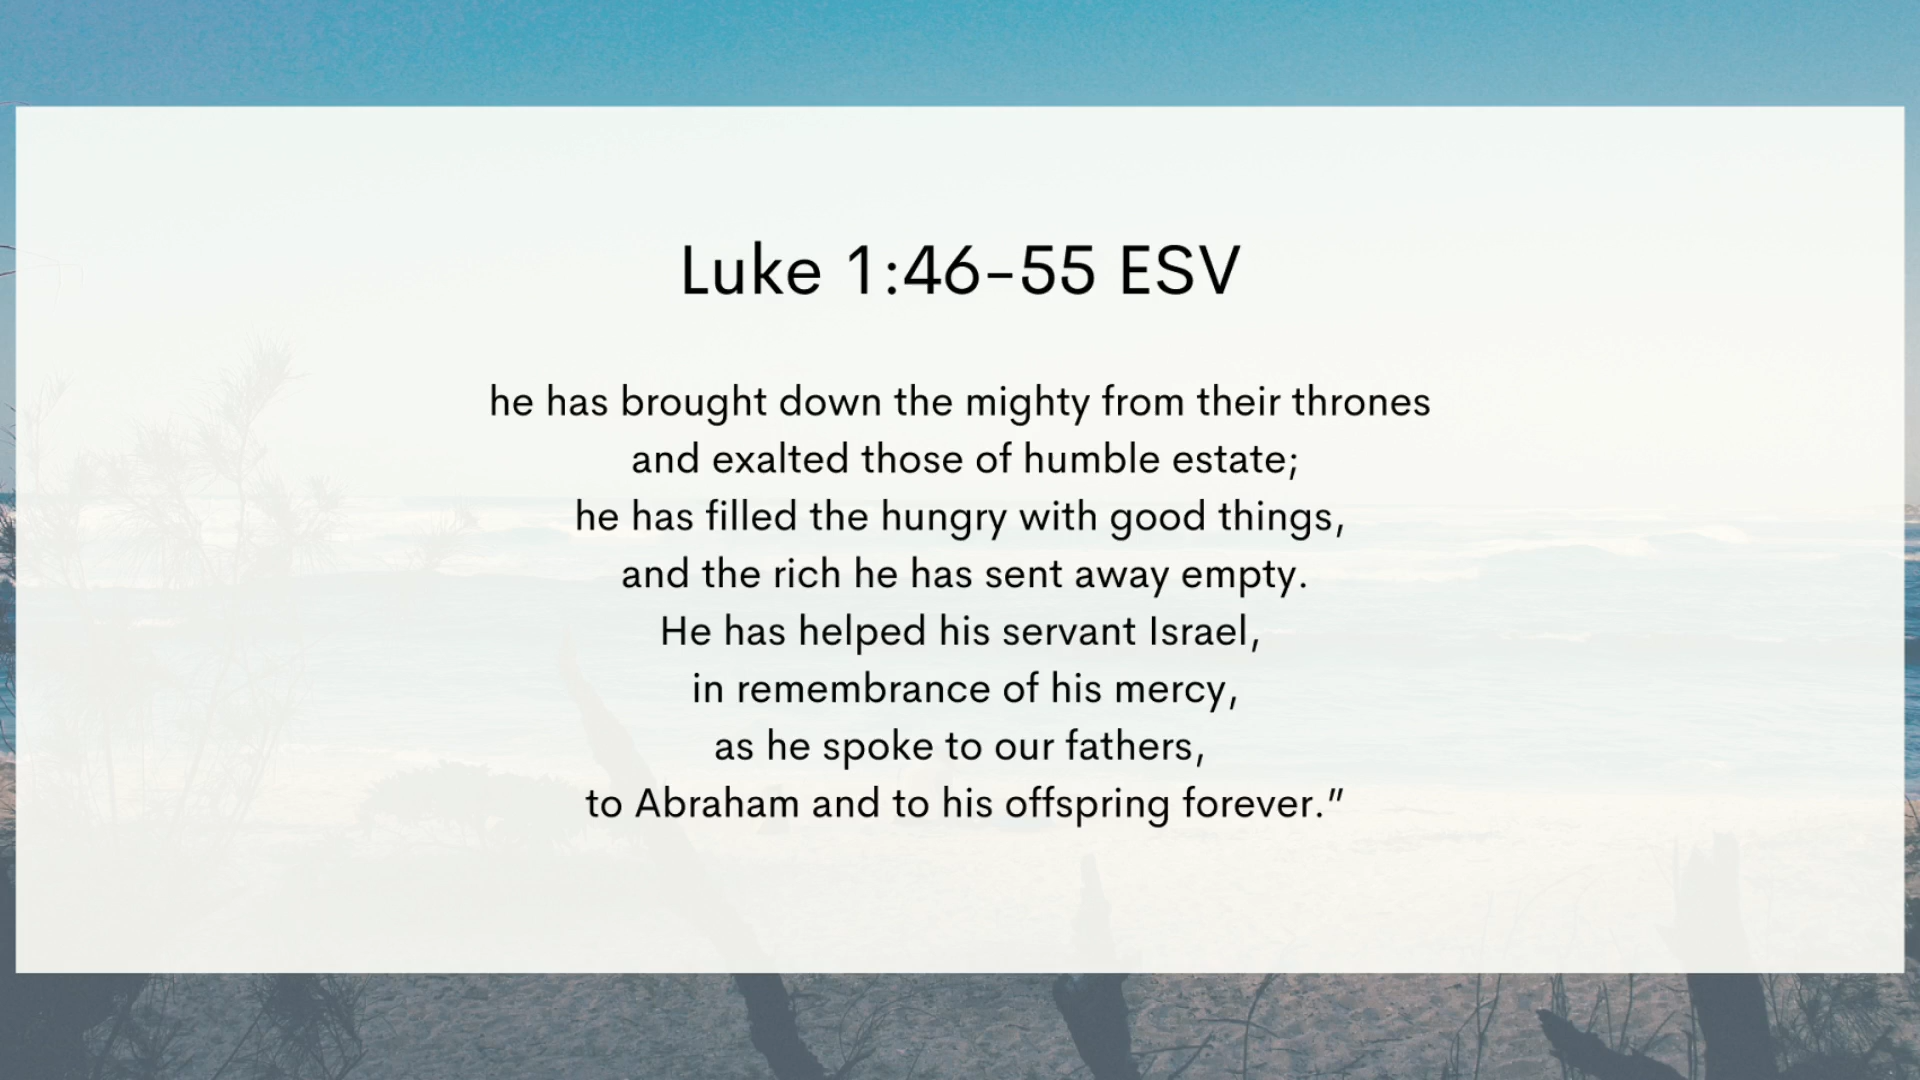 Luke 1:46-55 ESV
he has brought down the mighty from their thrones
and exalted those of humble estate;
he has filled the hungry with good things,
and the rich he has sent away empty.
He has helped his servant Israel,
in remembrance of his mercy,
as he spoke to our fathers,
to Abraham and to his offspring forever.”